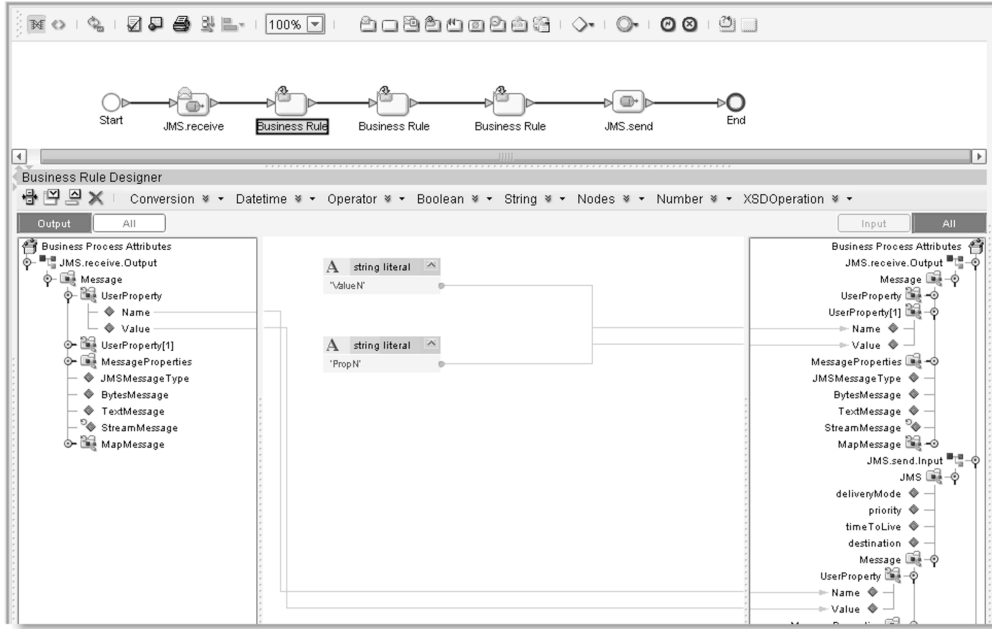 100%
Start
JMS.receive
Business Rule
Business Rule
Business Rule
JMS.send
End
Business Rule Designer
Conversion Datetime Operator Boolean String Nodes Number XSDOperation
Output All
Input All
Business Process Attributes
JMS.receive.Output
Message
UserProperty
Name
Value
UserProperty[1]
MessageProperties
JMSMessageType
BytesMessage
TextMessage
StreamMessage
MapMessage
A string literal
'ValueN'
A string literal
'PropN'
Business Process Attributes
JMS.receive.Output
Message
UserProperty
UserProperty[1]
Name
Value
MessageProperties
JMSMessageType
BytesMessage
TextMessage
StreamMessage
MapMessage
JMS.send.Input
JMS
deliveryMode
priority
timeToLive
destination
Message
UserProperty
Name
Value